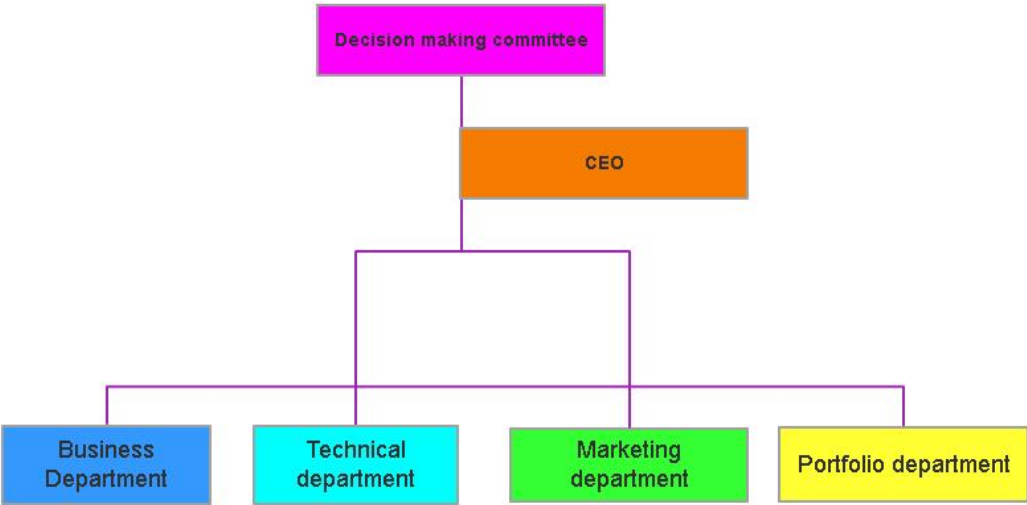 Decision making committee
CEO
Business
Department
Technical
department
Marketing
department
Portfolio department